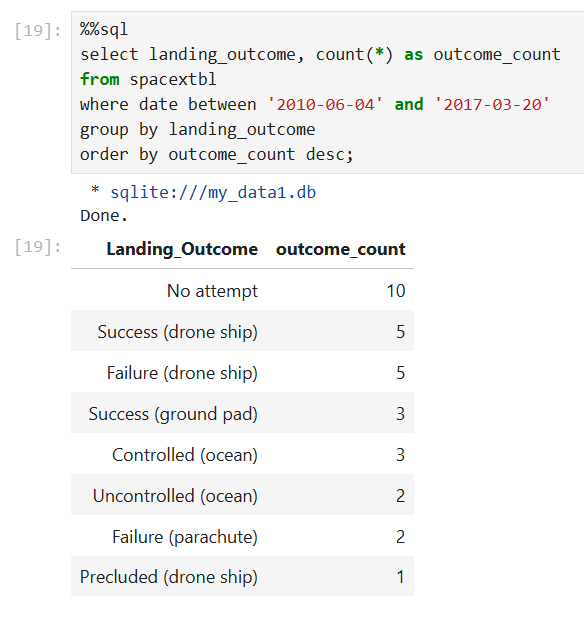 [19]: %%sql
select landing_outcome, count(*) as outcome_count
from spacextbl
where date between '2010-06-04' and '2017-03-20'
group by landing_outcome
order by outcome_count desc;
* sqlite:///my_data1.db
Done.
[19]: Landing_Outcome outcome_count
No attempt 10
Success (drone ship) 5
Failure (drone ship) 5
Success (ground pad) 3
Controlled (ocean) 3
Uncontrolled (ocean) 2
Failure (parachute) 2
Precluded (drone ship) 1